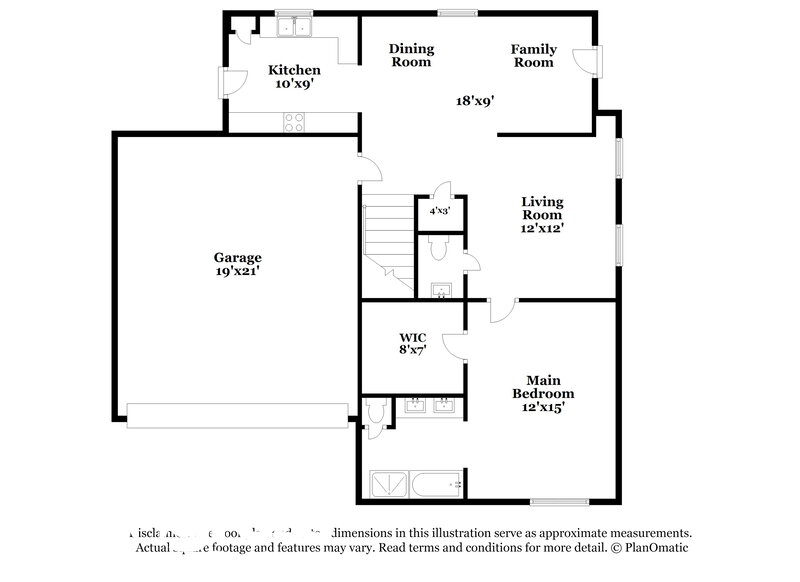 Dining
Room
Family
Room
Kitchen
10'x9'
18'x9'
4'x3'
Living
Room
12'x12'
Garage
19'x21'
WIC
8'x7'
Main
Bedroom
12'x15'
dimensions in this illustration serve as approximate measurements.
Actual footage and features may vary. Read terms and conditions for more detail. © PlanOmatic